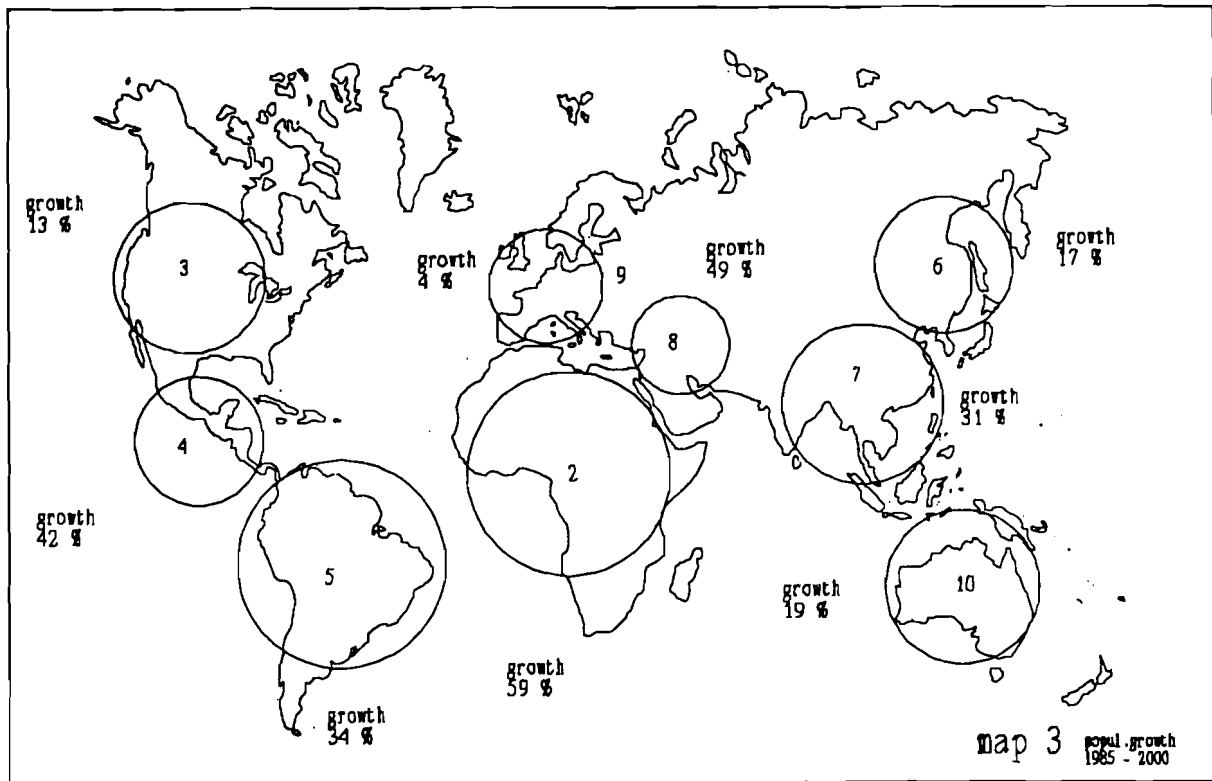 growth
13 %
3
growth
4 %
9
growth
49 %
6
growth
17 %
8
7
growth
31 %
4
2
growth
42 %
5
growth
19 %
10
growth
59 %
growth
34 %
map 3
popul.growth
1985 - 2000